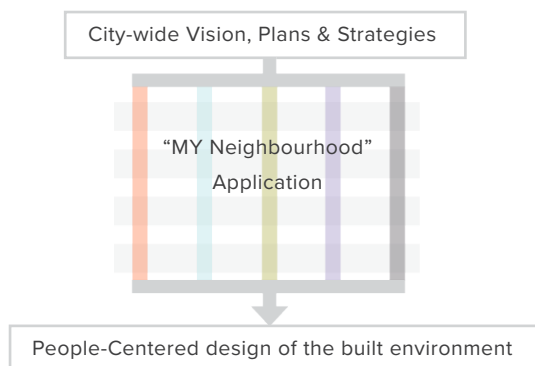 City-wide Vision, Plans & Strategies
“MY Neighbourhood”
Application
People-Centered design of the built environment